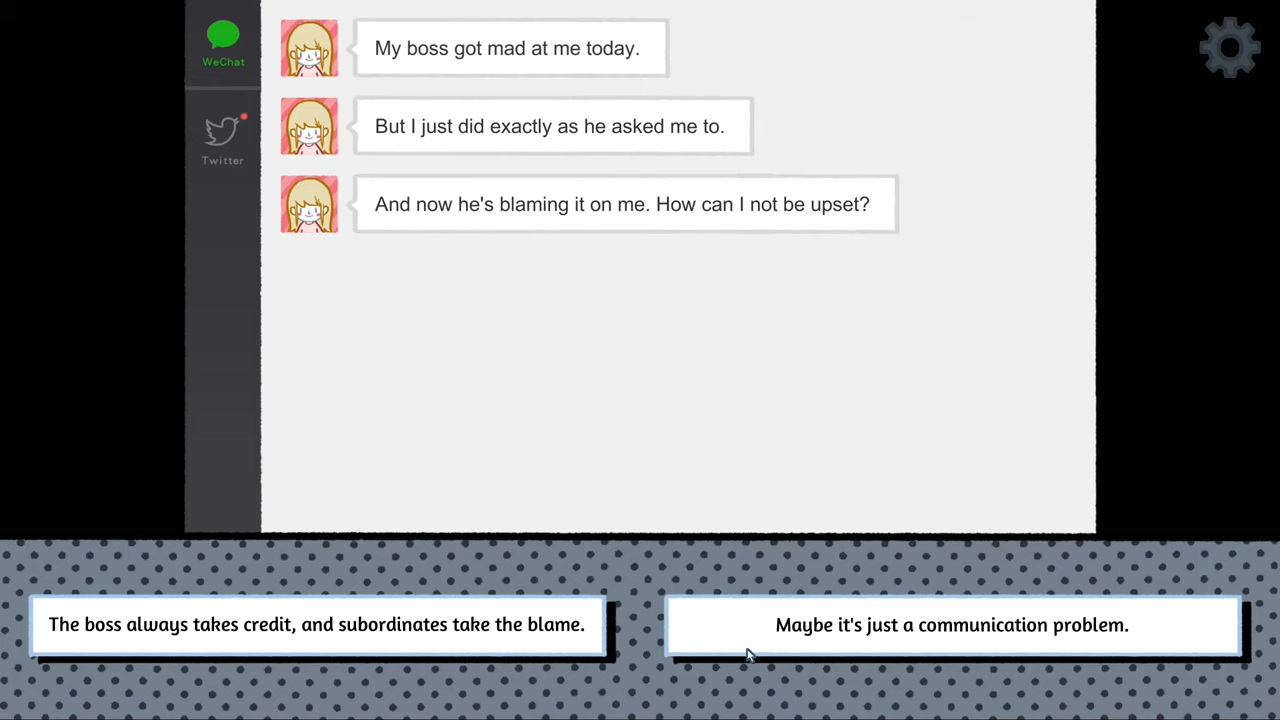 WeChat
Twitter
My boss got mad at me today.
But I just did exactly as he asked me to.
And now he's blaming it on me. How can I not be upset?
The boss always takes credit, and subordinates take the blame.
Maybe it's just a communication problem.